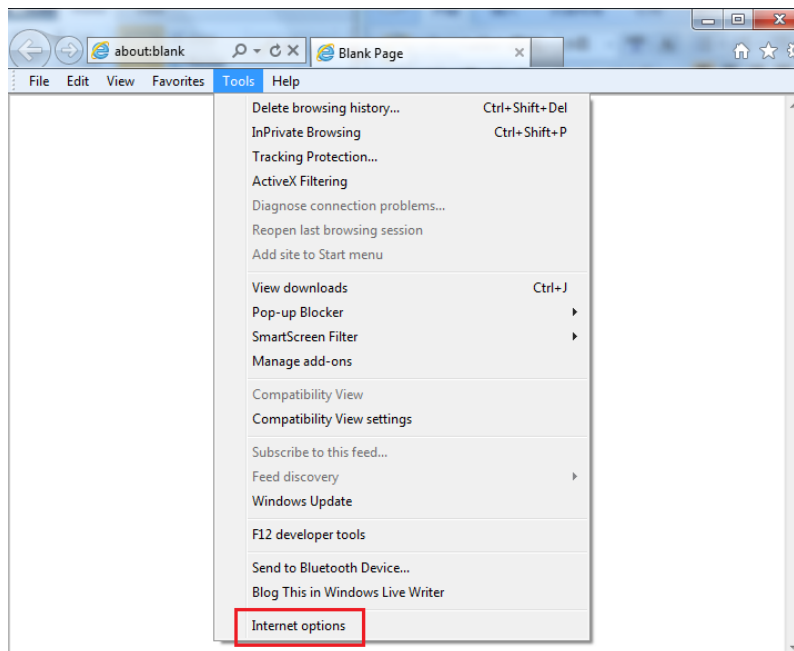 about:blank
Blank Page
File Edit View Favorites Tools Help
Delete browsing history... Ctrl+Shift+Del
InPrivate Browsing Ctrl+Shift+P
Tracking Protection...
ActiveX Filtering
Diagnose connection problems...
Reopen last browsing session
Add site to Start menu
View downloads Ctrl+J
Pop-up Blocker
SmartScreen Filter
Manage add-ons
Compatibility View
Compatibility View settings
Subscribe to this feed...
Feed discovery
Windows Update
F12 developer tools
Send to Bluetooth Device...
Blog This in Windows Live Writer
Internet options